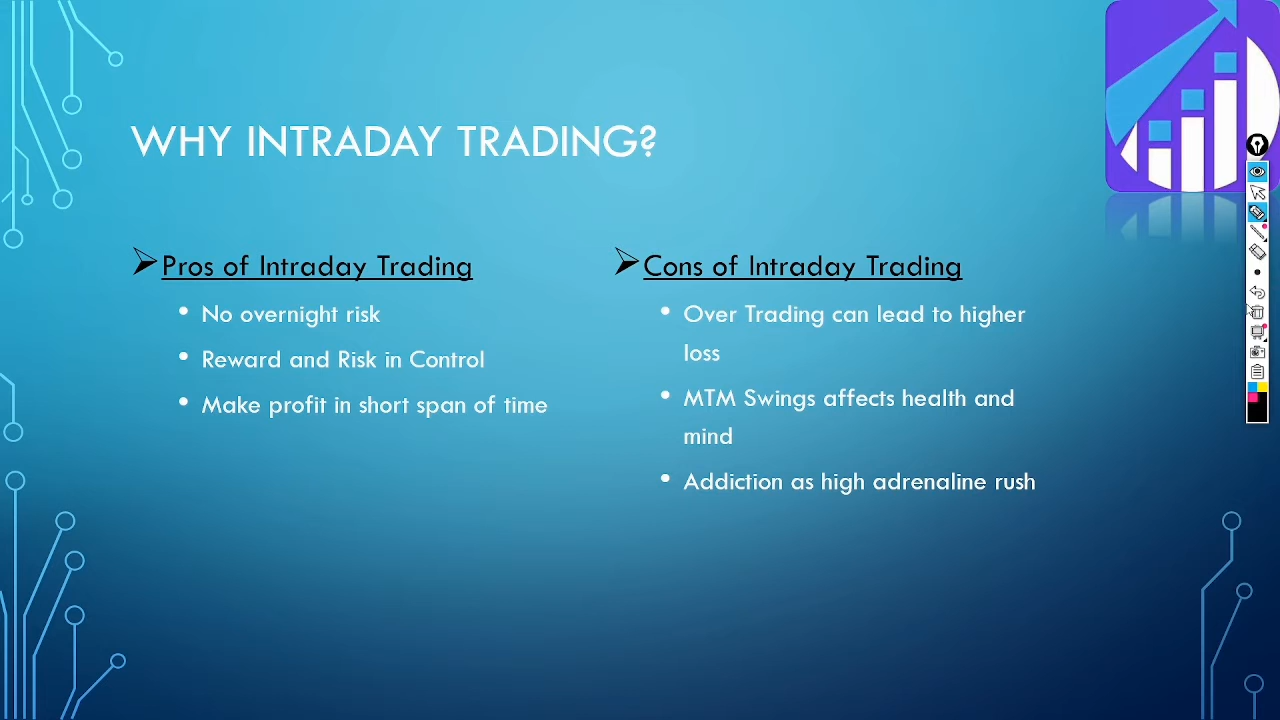 WHY INTRADAY TRADING?
Pros of Intraday Trading
No overnight risk
Reward and Risk in Control
Make profit in short span of time
Cons of Intraday Trading
Over Trading can lead to higher
loss
MTM Swings affects health and
mind
Addiction as high adrenaline rush